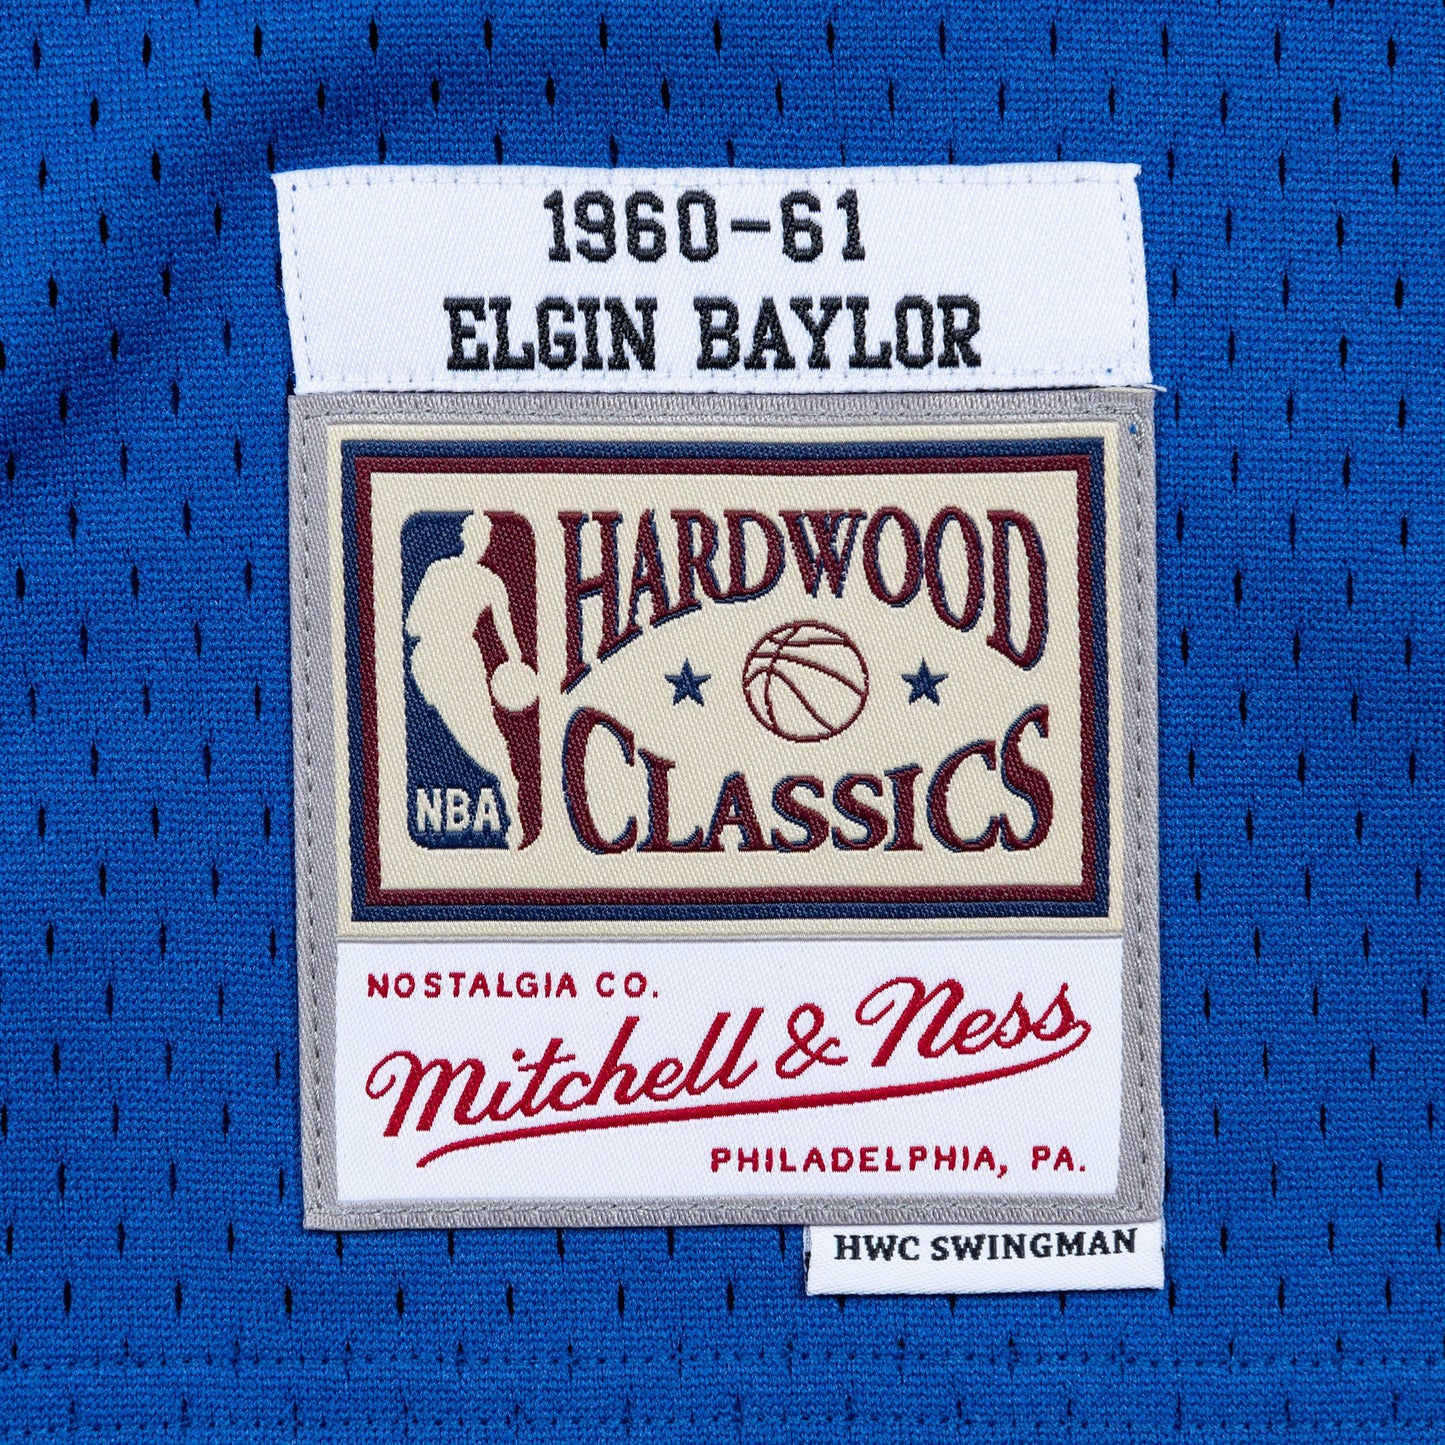 1960-61
ELGIN BAYLOR
HARDWOOD
CLASSICS
NBA
NOSTALGIA CO.
Mitchell & Ness
PHILADELPHIA, PA.
HWC SWINGMAN